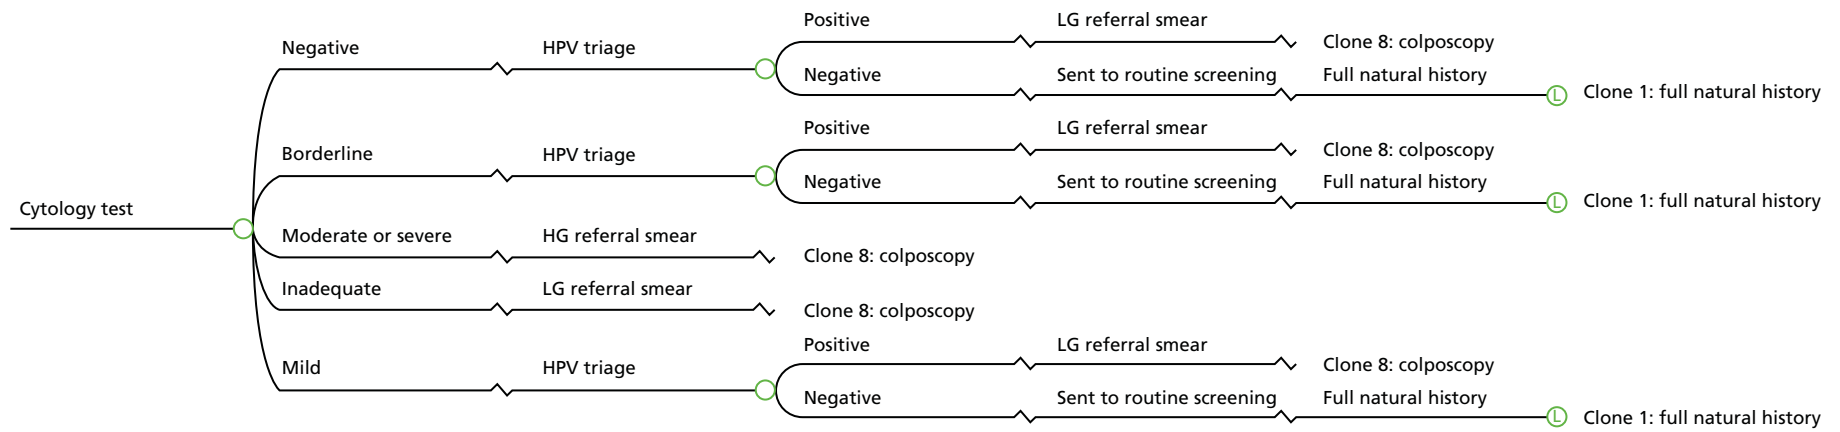 Cytology test
Negative
HPV triage
Positive
LG referral smear
Clone 8: colposcopy
Negative
Sent to routine screening
Full natural history
L
Clone 1: full natural history
Borderline
HPV triage
Positive
LG referral smear
Clone 8: colposcopy
Negative
Sent to routine screening
Full natural history
L
Clone 1: full natural history
Moderate or severe
HG referral smear
Clone 8: colposcopy
Inadequate
LG referral smear
Clone 8: colposcopy
Mild
HPV triage
Positive
LG referral smear
Clone 8: colposcopy
Negative
Sent to routine screening
Full natural history
L
Clone 1: full natural history